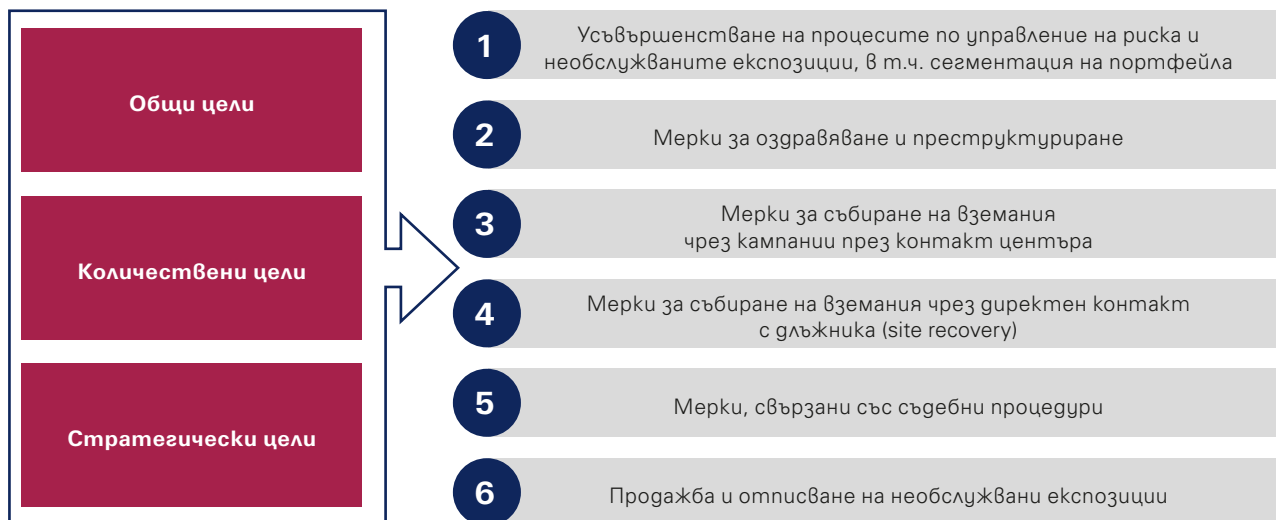 Общи цели
Количествени цели
Стратегически цели
1
Усъвършенстване на процесите по управление на риска и
необслужваните експозиции, в т.ч. сегментация на портфейла
2
Мерки за оздравяване и преструктуриране
3
Мерки за събиране на вземания
чрез кампании през контакт центъра
4
Мерки за събиране на вземания чрез директен контакт
с длъжника (site recovery)
5
Мерки, свързани със съдебни процедури
6
Продажба и отписване на необслужвани експозиции